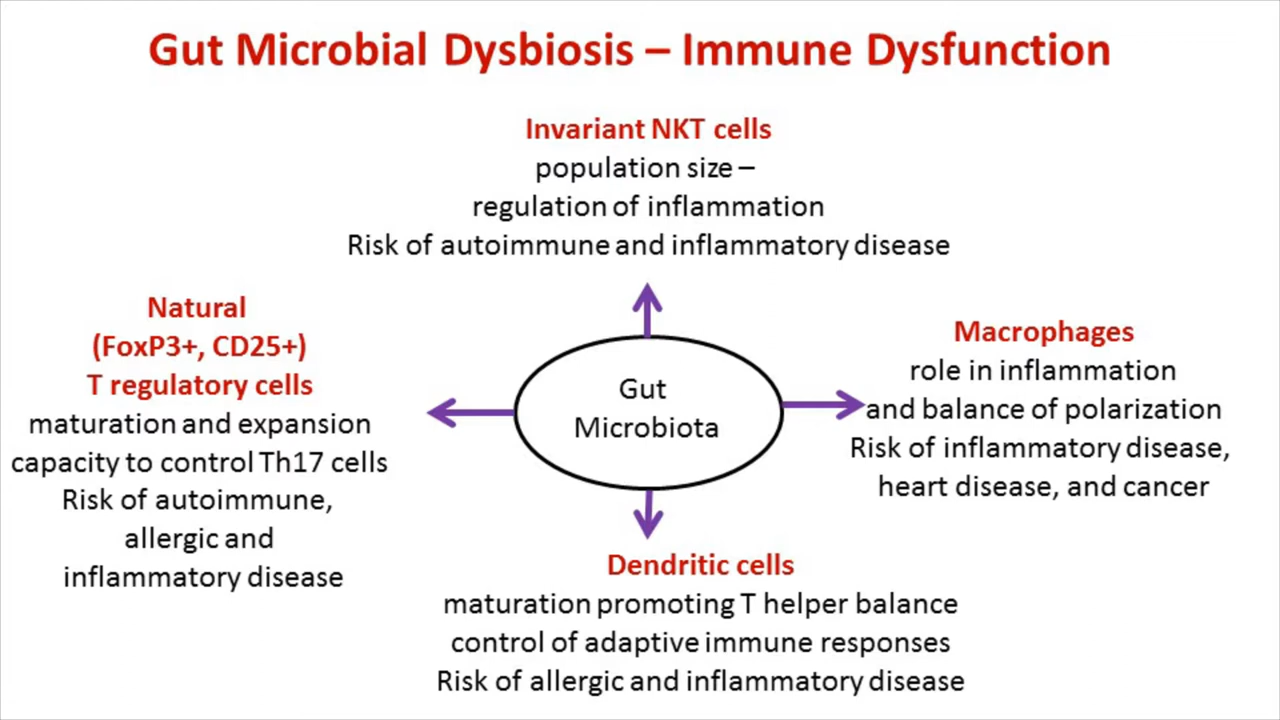 Gut Microbial Dysbiosis – Immune Dysfunction
Invariant NKT cells
population size –
regulation of inflammation
Risk of autoimmune and inflammatory disease
Natural
(FoxP3+, CD25+)
T regulatory cells
maturation and expansion
capacity to control Th17 cells
Risk of autoimmune,
allergic and
inflammatory disease
Gut
Microbiota
Macrophages
role in inflammation
and balance of polarization
Risk of inflammatory disease,
heart disease, and cancer
Dendritic cells
maturation promoting T helper balance
control of adaptive immune responses
Risk of allergic and inflammatory disease